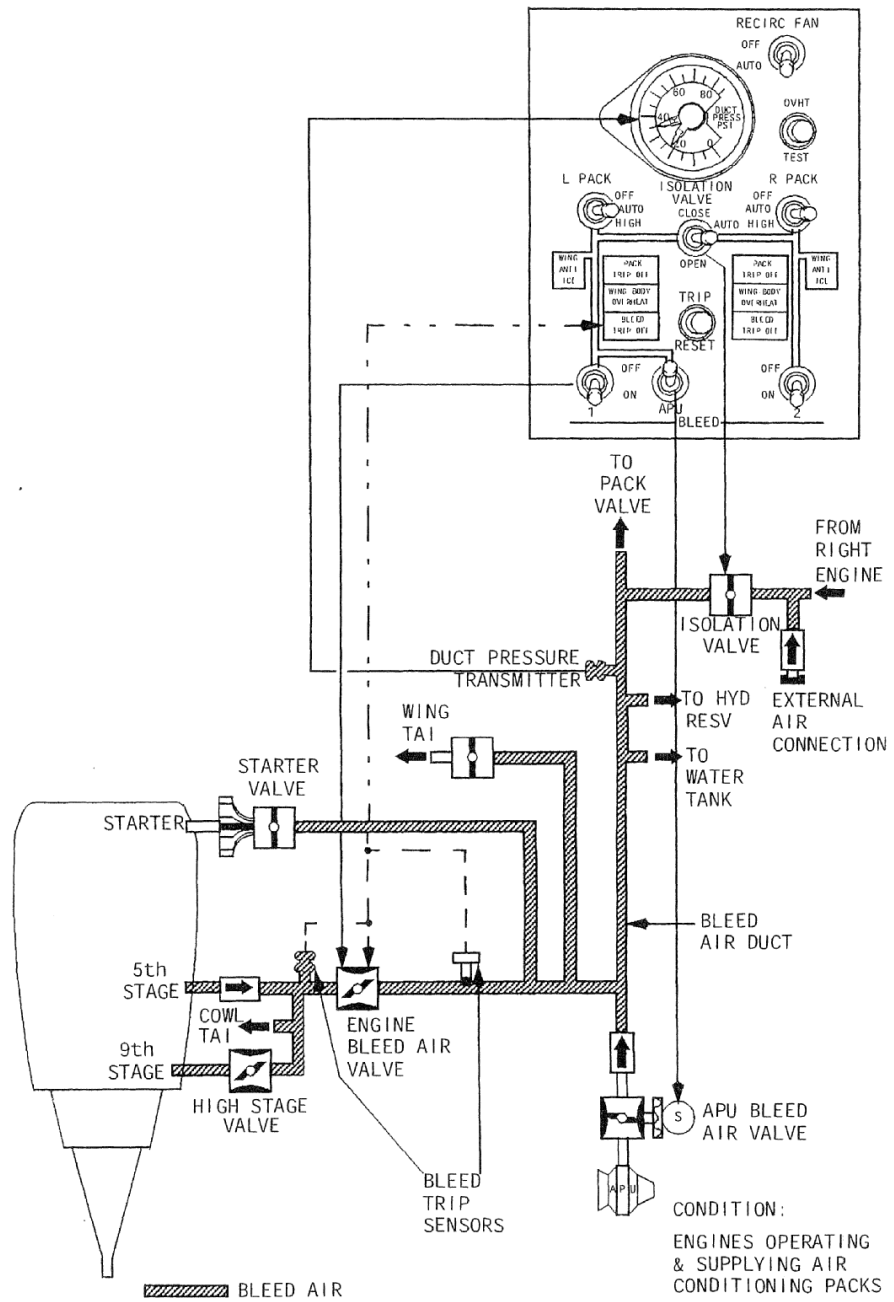 RECIRC FAN
OFF
AUTO
60
80
40
20
0
DUCT
PRESS
PSI
OVHT
TEST
L PACK
OFF
AUTO
HIGH
ISOLATION
VALVE
CLOSE
AUTO
OPEN
R PACK
OFF
AUTO
HIGH
WING
ANTI
ICE
PACK
TRIP OFF
WING BODY
OVERHEAT
BLEED
TRIP OFF
TRIP
RESET
PACK
TRIP OFF
WING BODY
OVERHEAT
BLEED
TRIP OFF
WING
ANTI
ICE
OFF
ON
1
APU
OFF
ON
2
BLEED
TO
PACK
VALVE
FROM
RIGHT
ENGINE
ISOLATION
VALVE
DUCT PRESSURE
TRANSMITTER
TO HYD
RESV
EXTERNAL
AIR
CONNECTION
WING
TAI
TO
WATER
TANK
STARTER
VALVE
STARTER
BLEED
AIR DUCT
5th
STAGE
COWL
TAI
ENGINE
BLEED AIR
VALVE
9th
STAGE
HIGH STAGE
VALVE
S
APU BLEED
AIR VALVE
BLEED
TRIP
SENSORS
APU
CONDITION:
ENGINES OPERATING
& SUPPLYING AIR
CONDITIONING PACKS
BLEED AIR